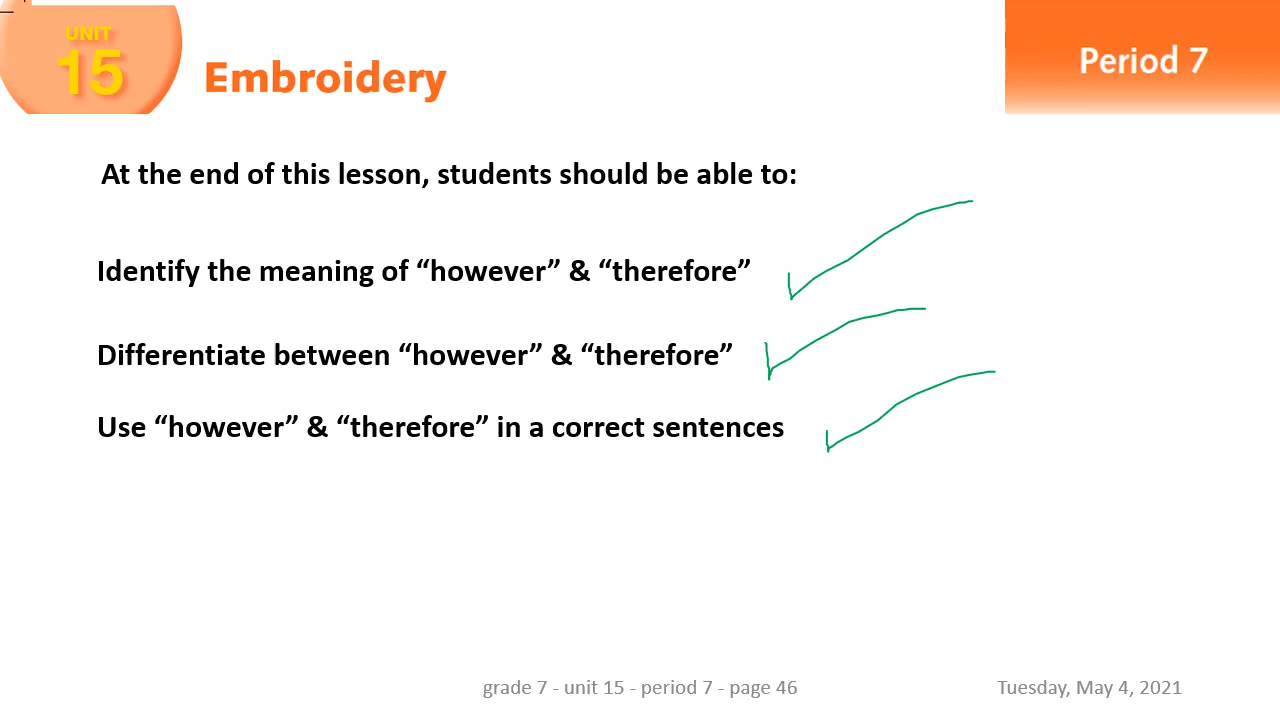 UNIT
15
Embroidery
Period 7
At the end of this lesson, students should be able to:
Identify the meaning of “however” & “therefore”
Differentiate between “however” & “therefore”
Use “however” & “therefore” in a correct sentences
grade 7 - unit 15 - period 7 - page 46
Tuesday, May 4, 2021